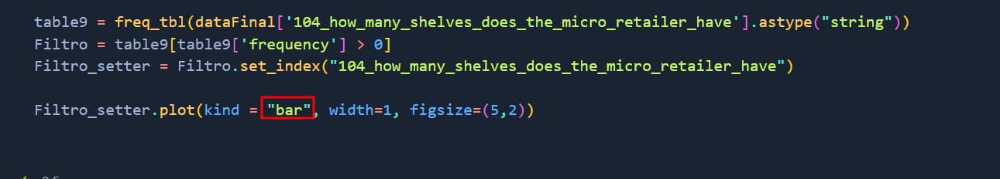 table9 = freq_tbl(dataFinal['104_how_many_shelves_does_the_micro_retailer_have'].astype("string"))
Filtro = table9[table9['frequency'] > 0]
Filtro_setter = Filtro.set_index("104_how_many_shelves_does_the_micro_retailer_have")
Filtro_setter.plot(kind = "bar", width=1, figsize=(5,2))